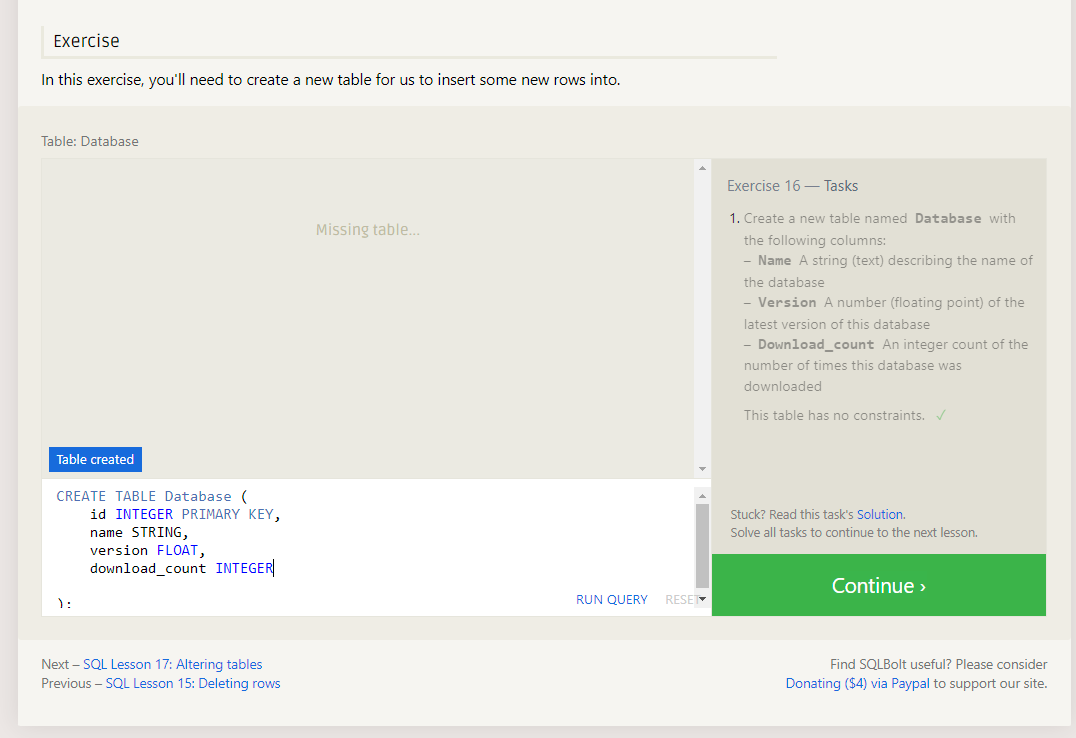 Exercise
In this exercise, you'll need to create a new table for us to insert some new rows into.
Table: Database
Missing table...
Table created
CREATE TABLE Database (
    id INTEGER PRIMARY KEY,
    name STRING,
    version FLOAT,
    download_count INTEGER
);
RUN QUERY
RESET
Exercise 16 — Tasks
1. Create a new table named Database with
the following columns:
– Name A string (text) describing the name of
the database
– Version A number (floating point) of the
latest version of this database
– Download_count An integer count of the
number of times this database was
downloaded
This table has no constraints. ✓
Stuck? Read this task's Solution.
Solve all tasks to continue to the next lesson.
Continue ›
Next – SQL Lesson 17: Altering tables
Previous – SQL Lesson 15: Deleting rows
Find SQLBolt useful? Please consider
Donating ($4) via Paypal to support our site.